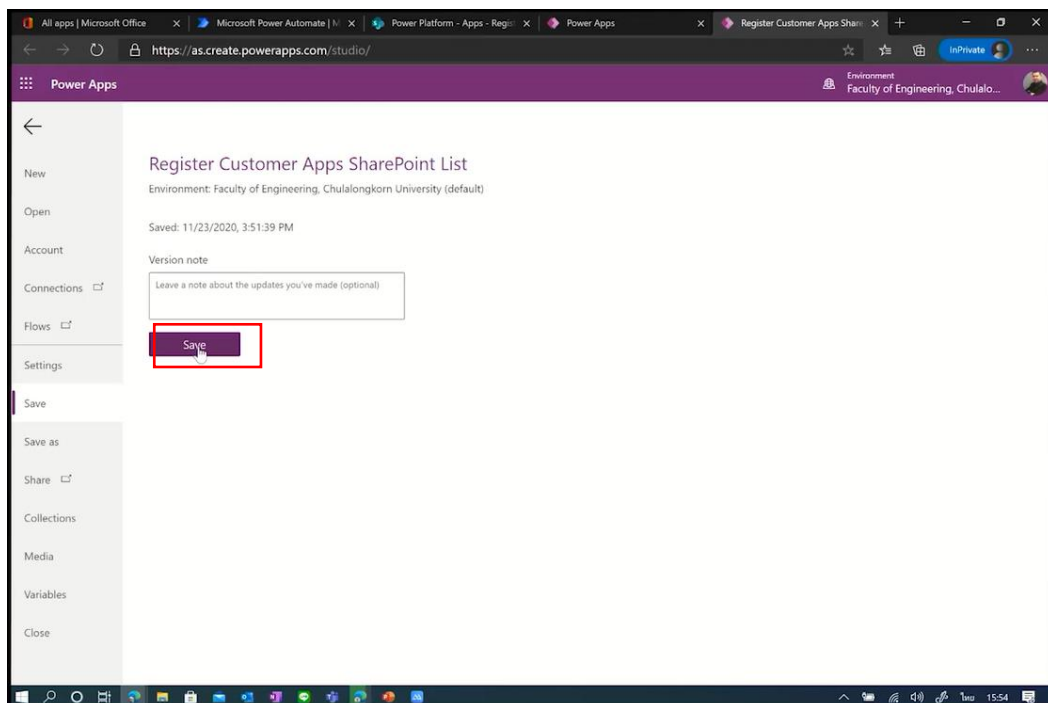 All apps | Microsoft Office
Microsoft Power Automate | M
Power Platform - Apps - Regis
Power Apps
Register Customer Apps Share
https://as.create.powerapps.com/studio/
InPrivate
Power Apps
Environment
Faculty of Engineering, Chulalo...
New
Open
Account
Connections
Flows
Settings
Save
Save as
Share
Collections
Media
Variables
Close
Register Customer Apps SharePoint List
Environment: Faculty of Engineering, Chulalongkorn University (default)
Saved: 11/23/2020, 3:51:39 PM
Version note
Leave a note about the updates you've made (optional)
Save
ไทย
15:54